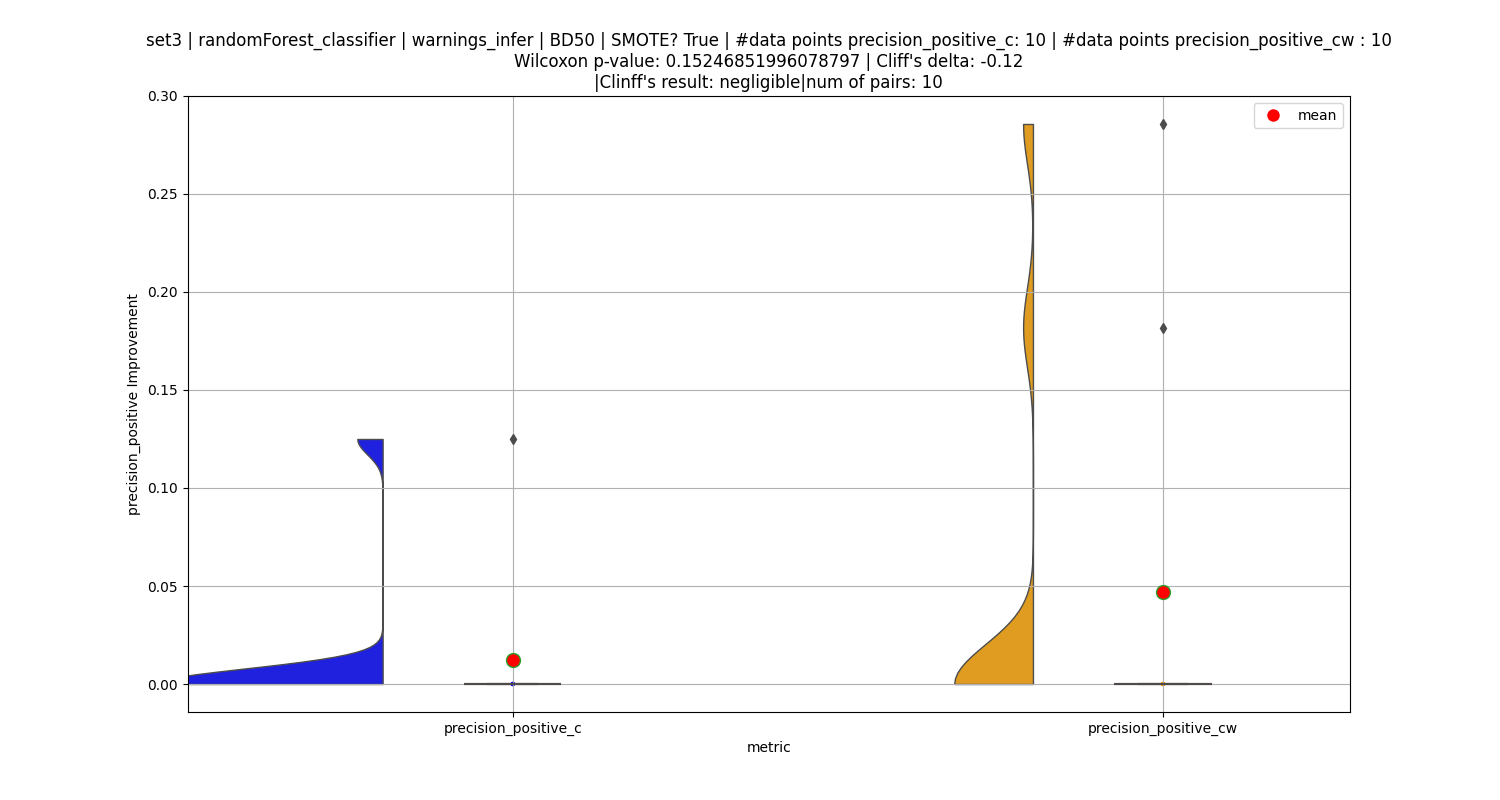 set3 | randomForest_classifier | warnings_infer | BD50 | SMOTE? True | #data points precision_positive_c: 10 | #data points precision_positive_cw : 10
Wilcoxon p-value: 0.15246851996078797 | Cliff's delta: -0.12
|Clinff's result: negligible|num of pairs: 10
mean
0.30
0.25
0.20
0.15
0.10
0.05
0.00
precision_positive Improvement
precision_positive_c
precision_positive_cw
metric